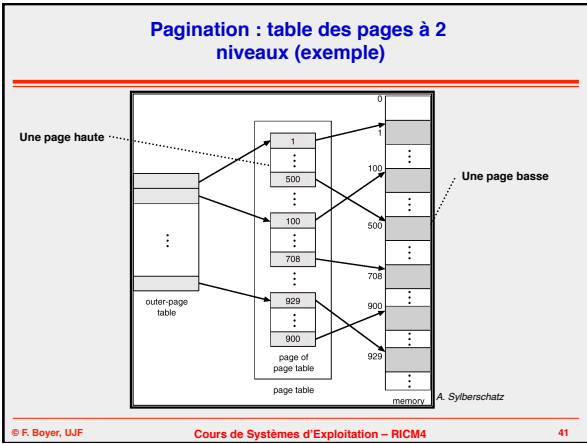 Pagination : table des pages à 2
niveaux (exemple)
Une page haute
Une page basse
outer-page
table
1
500
100
708
929
900
page of
page table
page table
0
1
100
500
708
900
929
memory
A. Sylberschatz
© F. Boyer, UJF
Cours de Systèmes d'Exploitation – RICM4
41